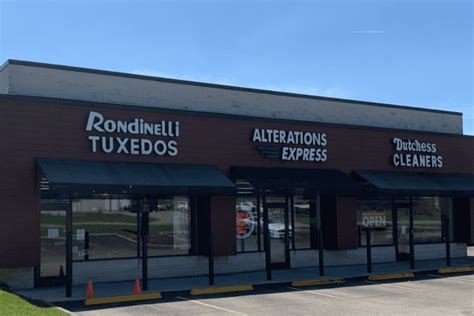 Rondinelli
TUXEDOS
ALTERATIONS
EXPRESS
Dutchess
CLEANERS
OPEN